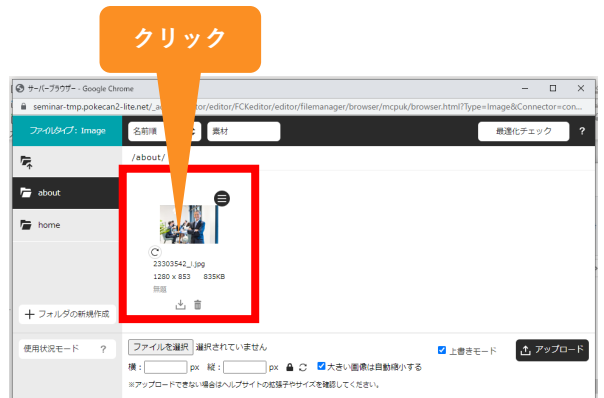 クリック
サーバーブラウザー - Google Chrome
seminar-tmp.pokecan2-lite.net/_a
tor/editor/FCKeditor/editor/filemanager/browser/mcpuk/browser.html?Type=Image&Connector=con...
ファイルタイプ: Image
名前順
素材
最適化チェック
?
/about/
about
home
23303542_l.jpg
1280 x 853 835KB
無題
フォルダの新規作成
使用状況モード ?
ファイルを選択 選択されていません
上書きモード
アップロード
横: px 縦: px 大きい画像は自動縮小する
※アップロードできない場合はヘルプサイトの拡張子やサイズを確認してください。